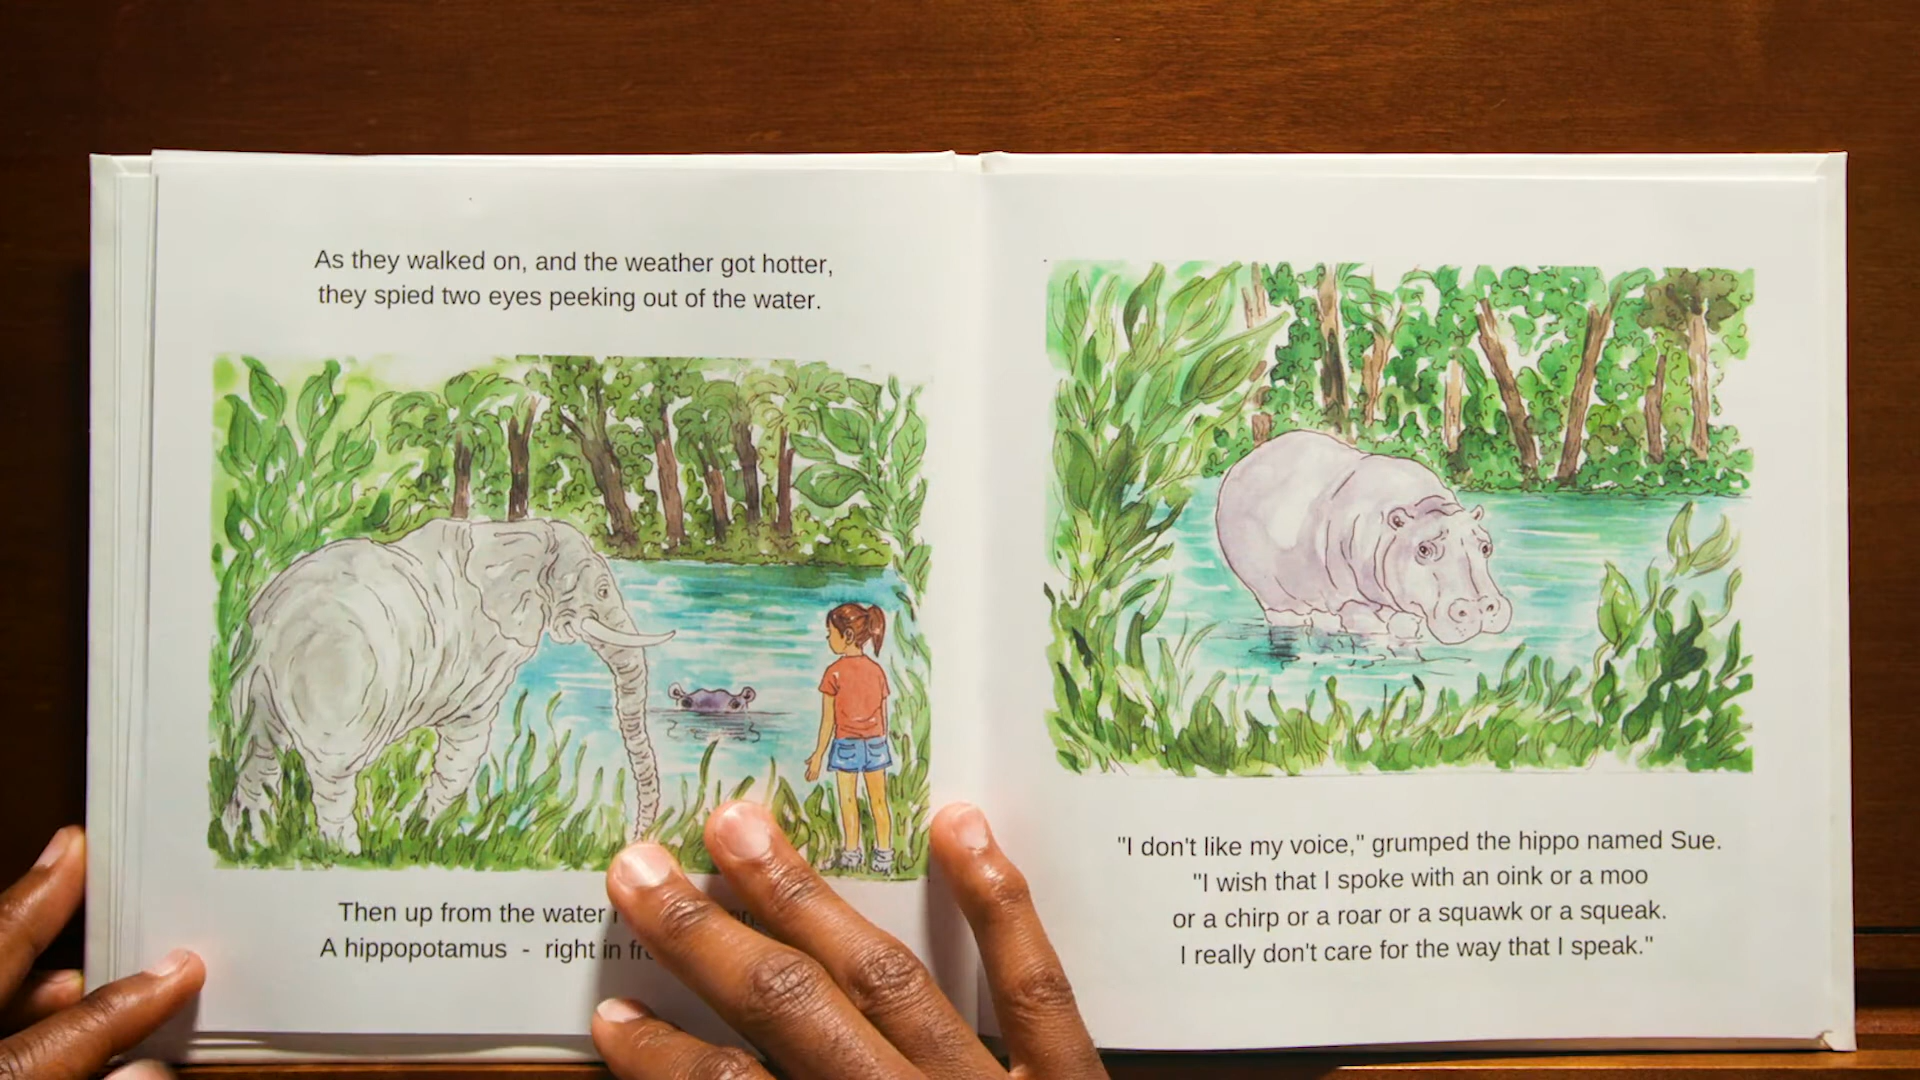 As they walked on, and the weather got hotter,
they spied two eyes peeking out of the water.
Then up from the water
A hippopotamus - right in
"I don't like my voice," grumped the hippo named Sue.
"I wish that I spoke with an oink or a moo
or a chirp or a roar or a squawk or a squeak.
I really don't care for the way that I speak."